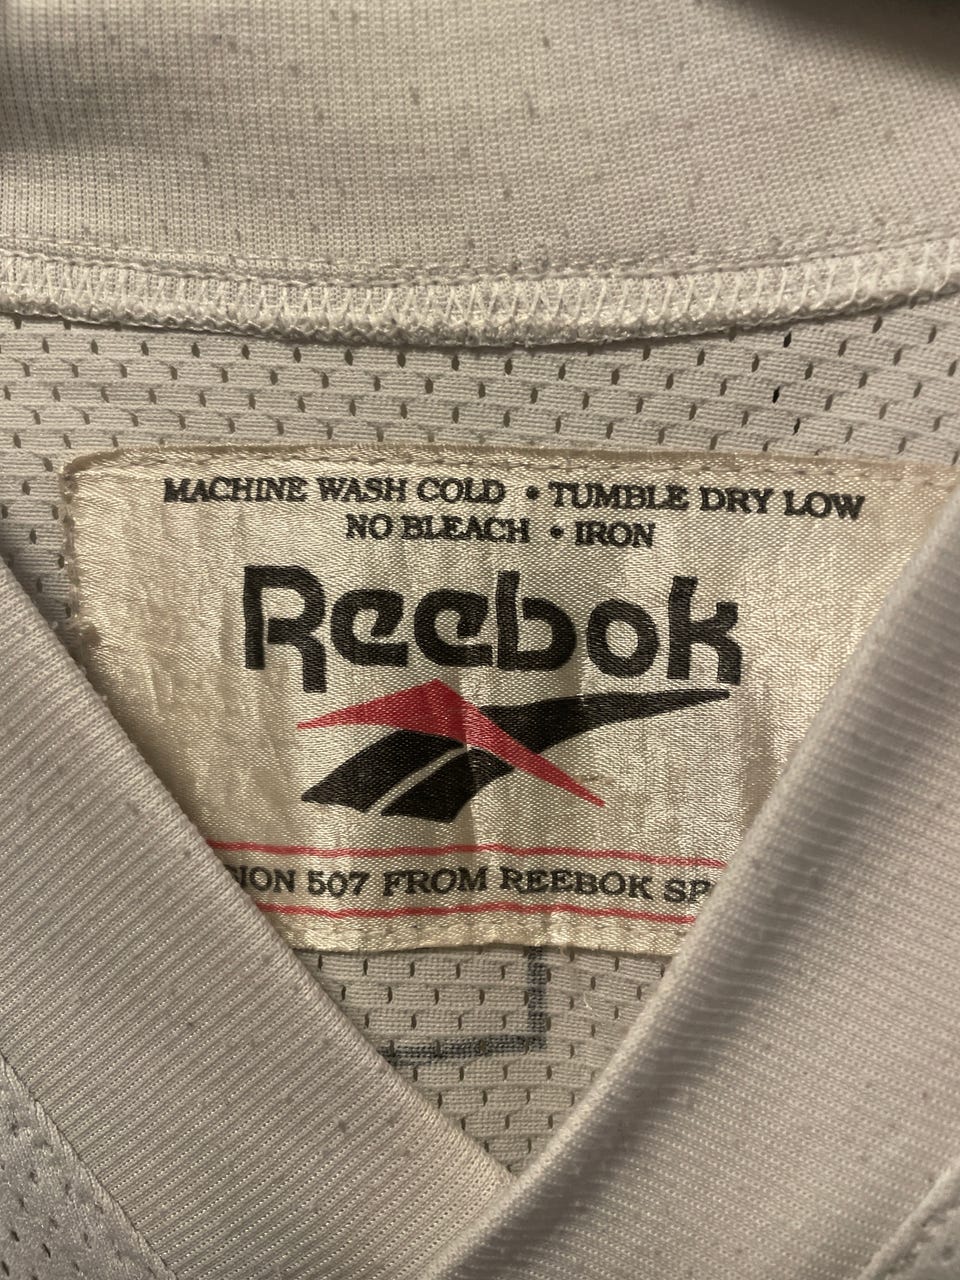 MACHINE WASH COLD • TUMBLE DRY LOW
NO BLEACH • IRON
Reebok
507 FROM REEBOK